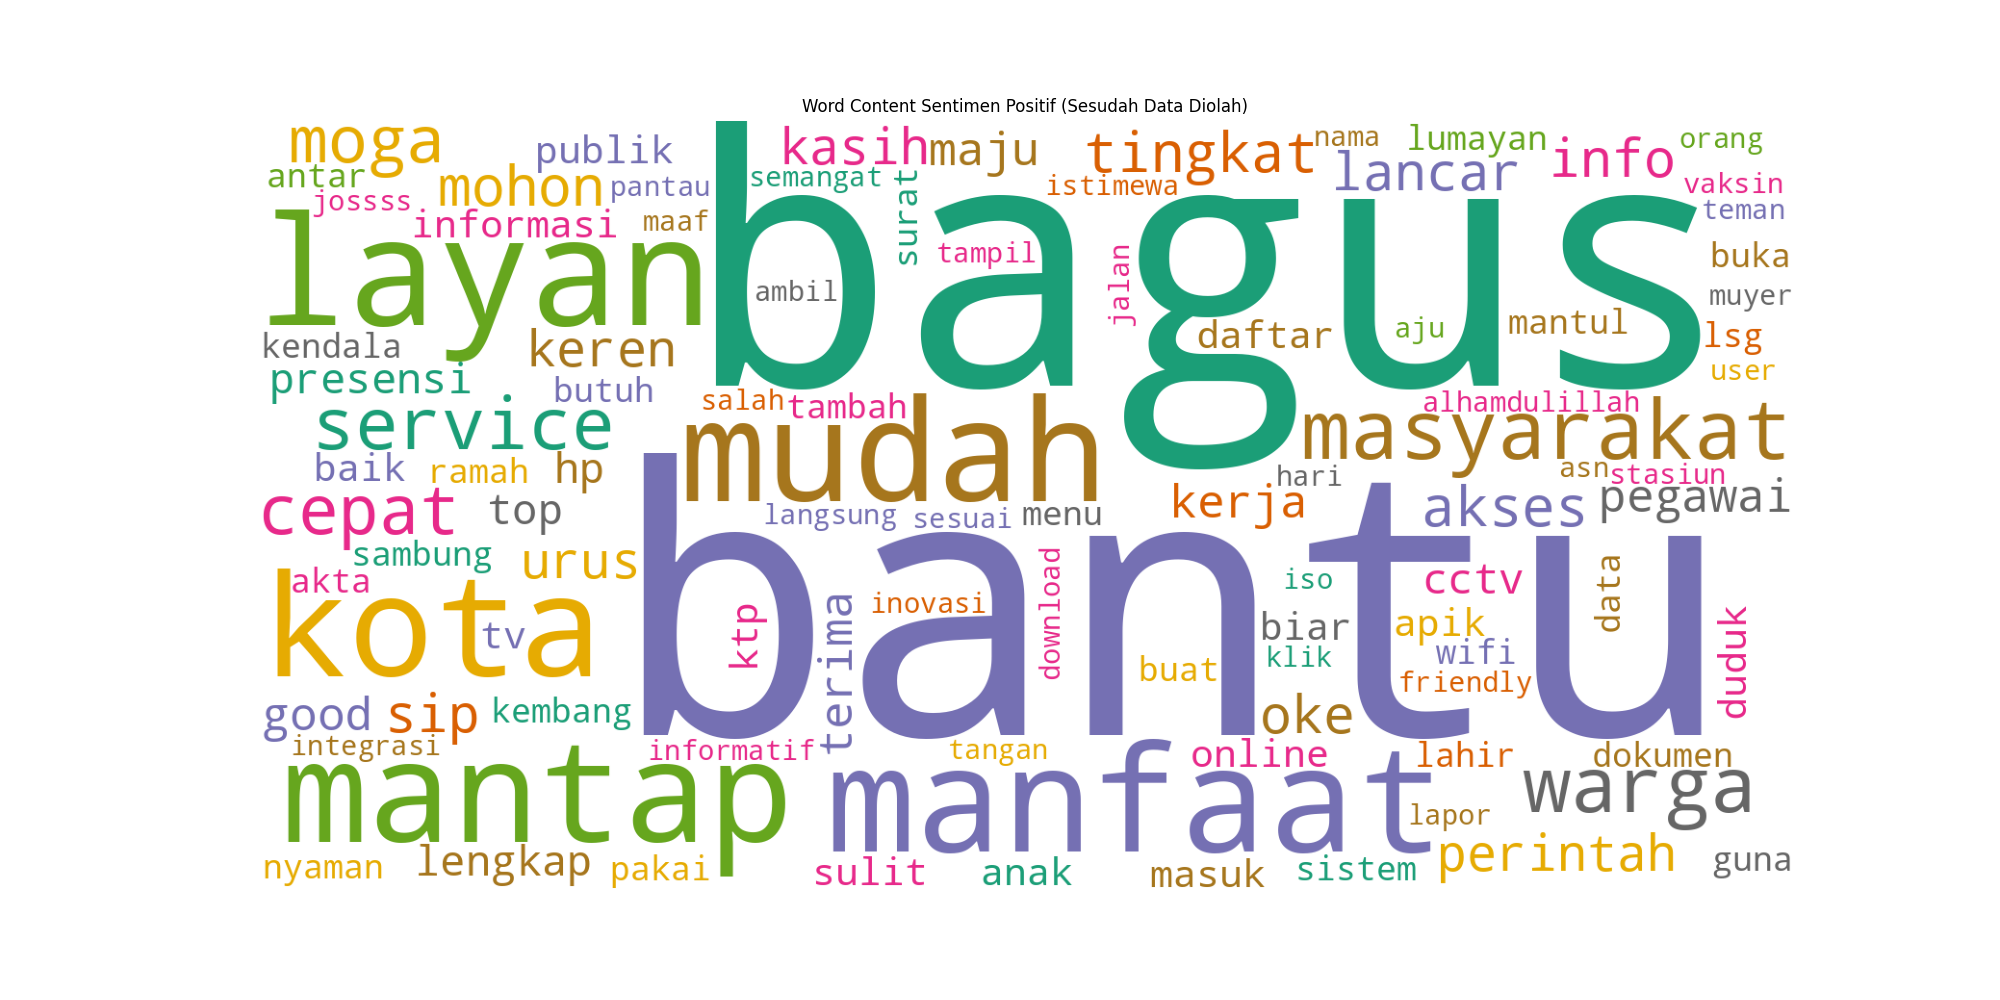 Word Content Sentimen Positif (Sesudah Data Diolah)
moga
publik
kasih
maju
tingkat
nama
lumayan
info
orang
antar
mohon
pantau
semangat
surat
istimewa
lancar
vaksin
jossss
informasi
maaf
teman
layan
bagus
tampil
jalan
buka
ambil
muyer
kendala
keren
daftar
aju
mantul
lsg
presensi
butuh
user
service
salah
tambah
mudah
alhamdulillah
masyarakat
baik
ramah
hp
hari
asn
stasiun
cepat
top
langsung
sesuai
menu
kerja
akses
pegawai
sambung
urus
bantu
akta
kota
tv
ktp
terima
inovasi
download
iso
cctv
data
biar
apik
klik
wifi
buat
friendly
duduk
good
sip
kembang
oke
integrasi
informatif
tangan
online
lahir
dokumen
mantap
manfaat
warga
lapor
nyaman
lengkap
pakai
sulit
anak
masuk
sistem
perintah
guna